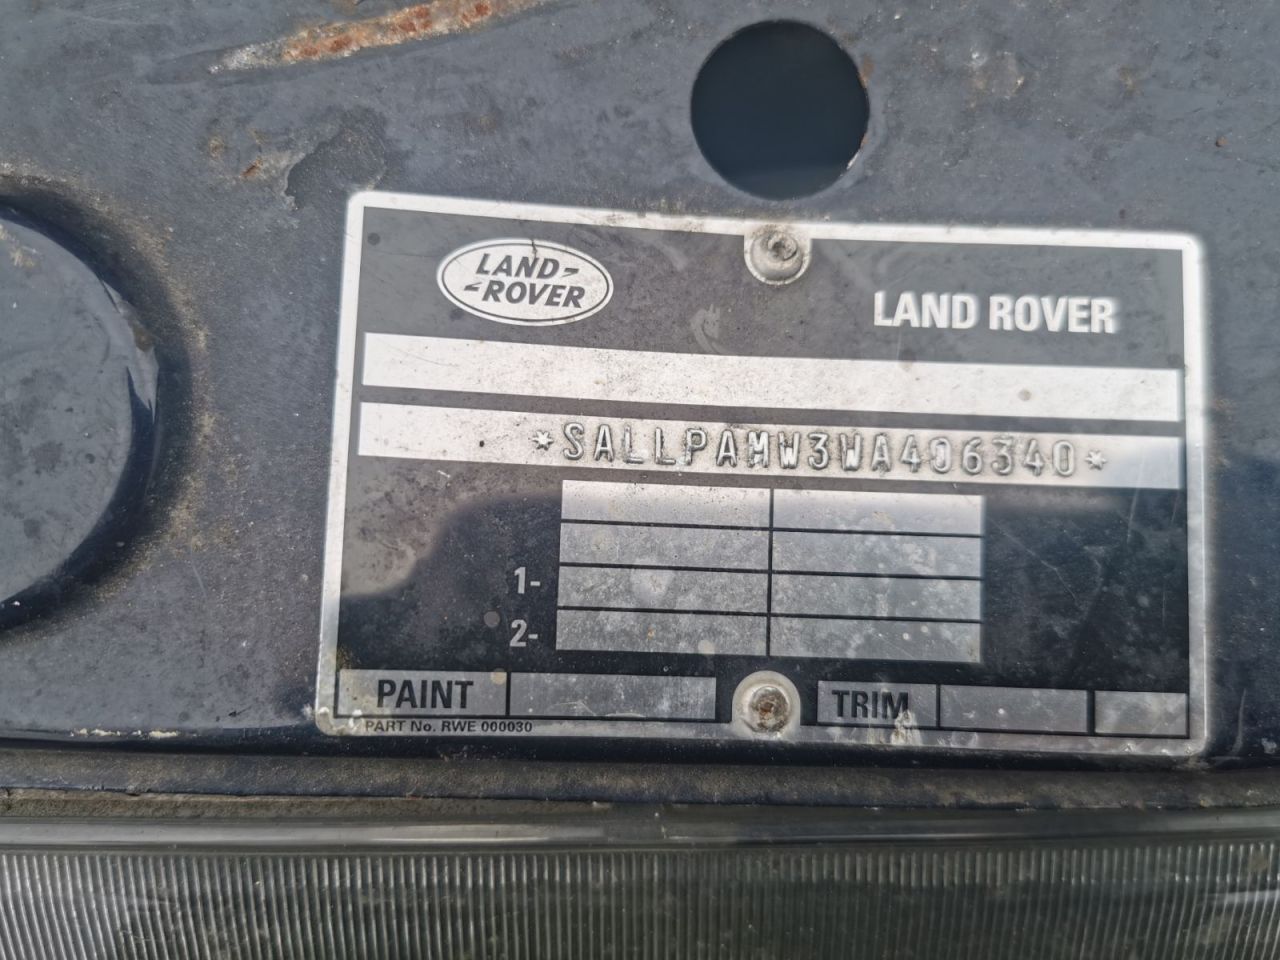 LAND-
-ROVER
LAND ROVER
*SALLPAMW3WA406340*
1-
2-
PAINT
TRIM
PART No. RWE 000030